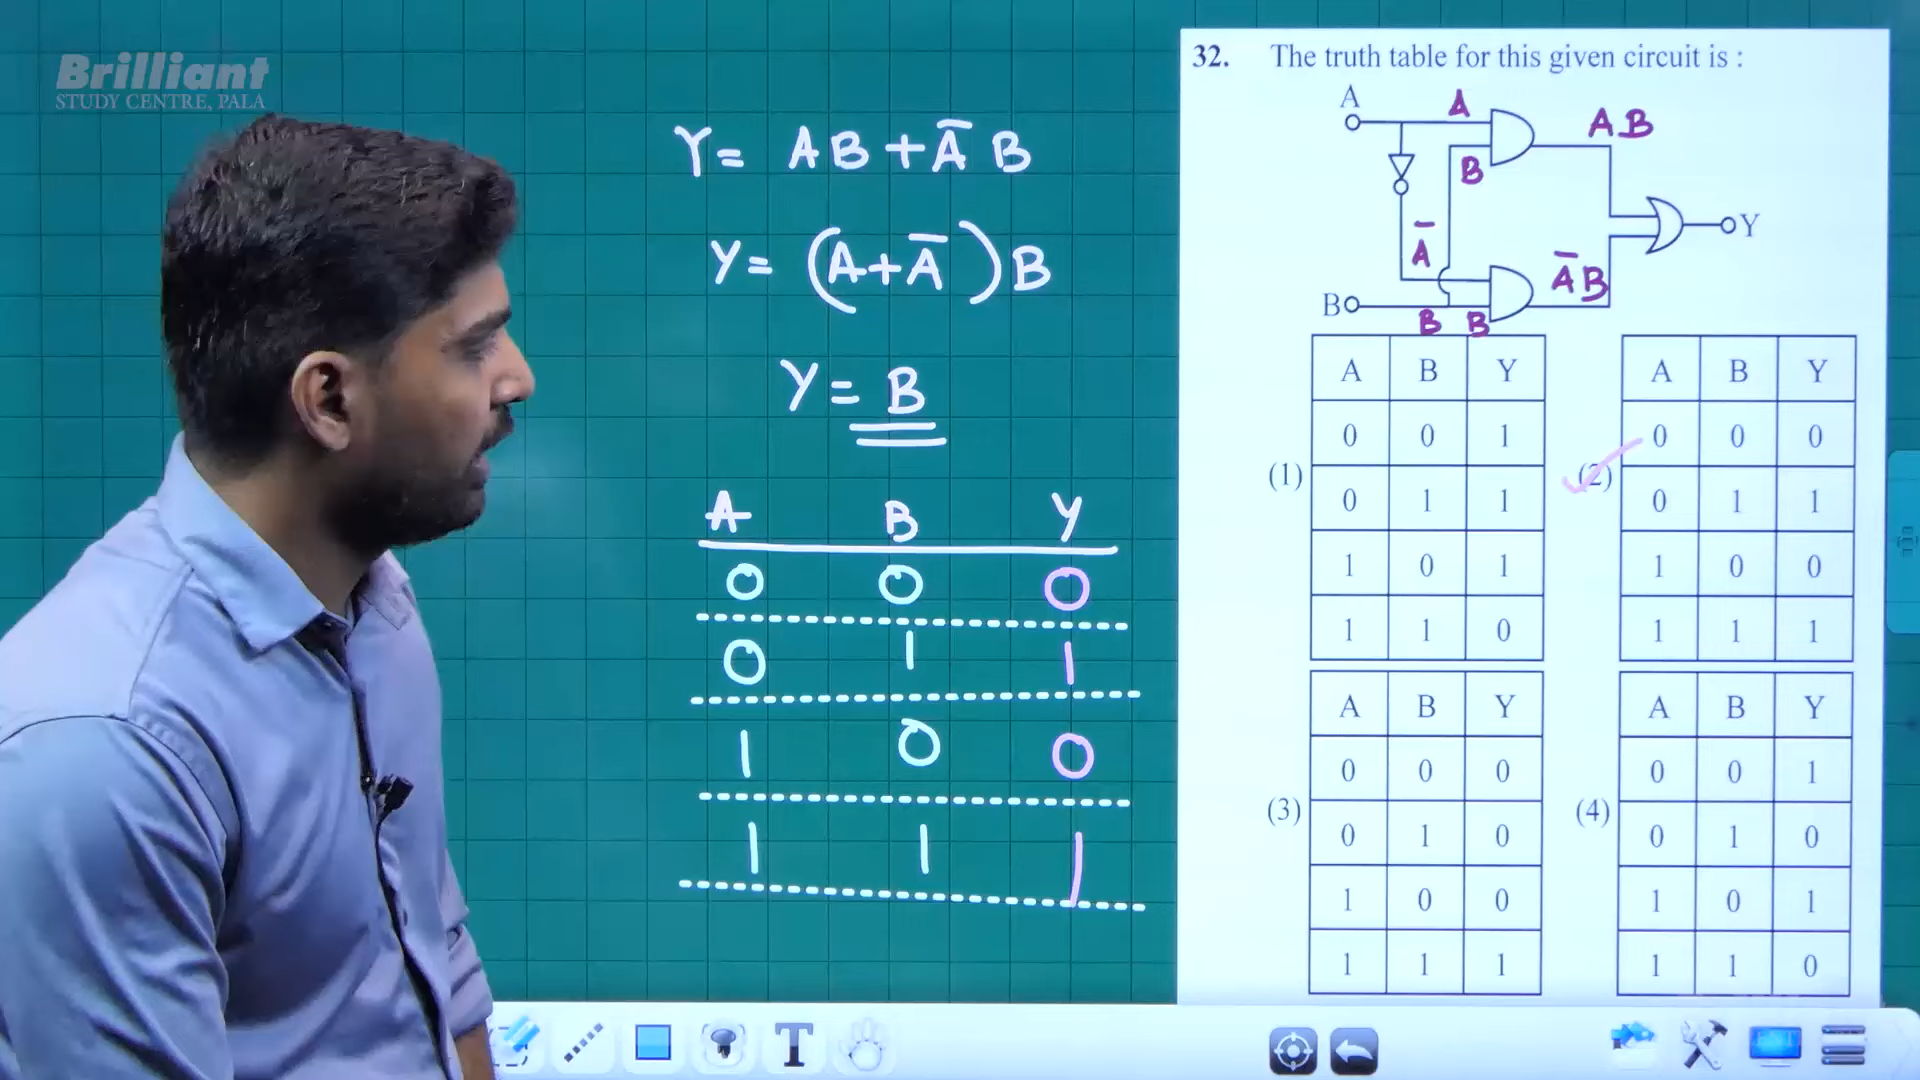 Brilliant
STUDY CENTRE, PALA
Y = AB + A̅ B
Y = (A + A̅) B
Y = B
A B Y
0 0 0
0 1 1
1 0 0
1 1 1
32. The truth table for this given circuit is :
A A AB
B
Y
A̅ A̅B
B B B
(1)
A B Y
0 0 1
0 1 1
1 0 1
1 1 0
(2)
A B Y
0 0 0
0 1 1
1 0 0
1 1 1
(3)
A B Y
0 0 0
0 1 0
1 0 0
1 1 1
(4)
A B Y
0 0 1
0 1 0
1 0 1
1 1 0
T